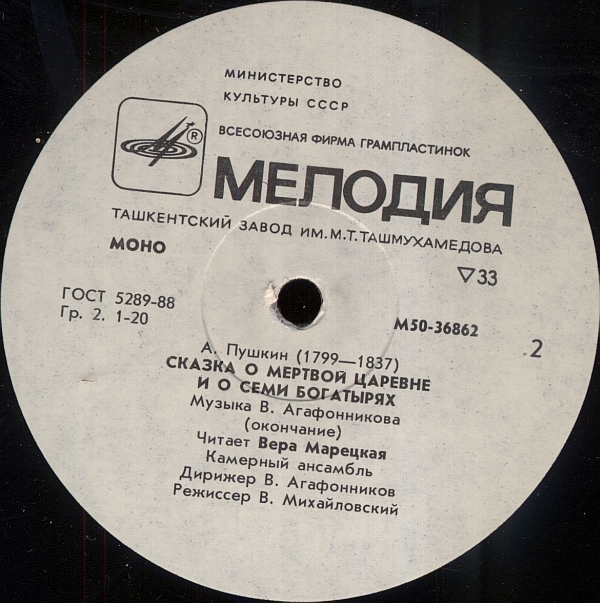 МИНИСТЕРСТВО
КУЛЬТУРЫ СССР
®
ВСЕСОЮЗНАЯ ФИРМА ГРАМПЛАСТИНОК
МЕЛОДИЯ
ТАШКЕНТСКИЙ ЗАВОД ИМ. М.Т.ТАШМУХАМЕДОВА
МОНО
▽33
ГОСТ 5289-88
Гр. 2. 1-20
М50-36862
2
А. Пушкин (1799—1837)
СКАЗКА О МЕРТВОЙ ЦАРЕВНЕ
И О СЕМИ БОГАТЫРЯХ
Музыка В. Агафонникова
(окончание)
Читает Вера Марецкая
Камерный ансамбль
Дирижер В. Агафонников
Режиссер В. Михайловский